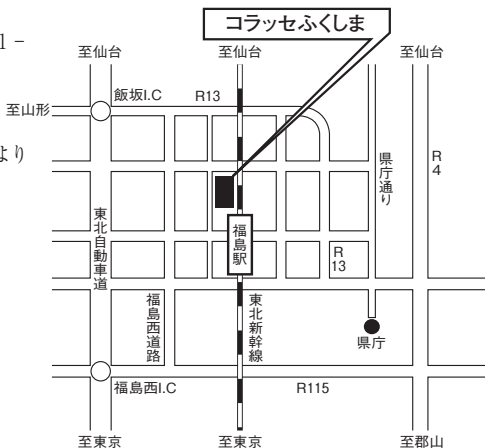 コラッセふくしま
1－
至仙台
至仙台
至仙台
飯坂I.C
R13
至山形
より
県庁通り
R4
東北自動車道
福島駅
R13
福島西道路
東北新幹線
県庁
福島西I.C
R115
至東京
至東京
至郡山